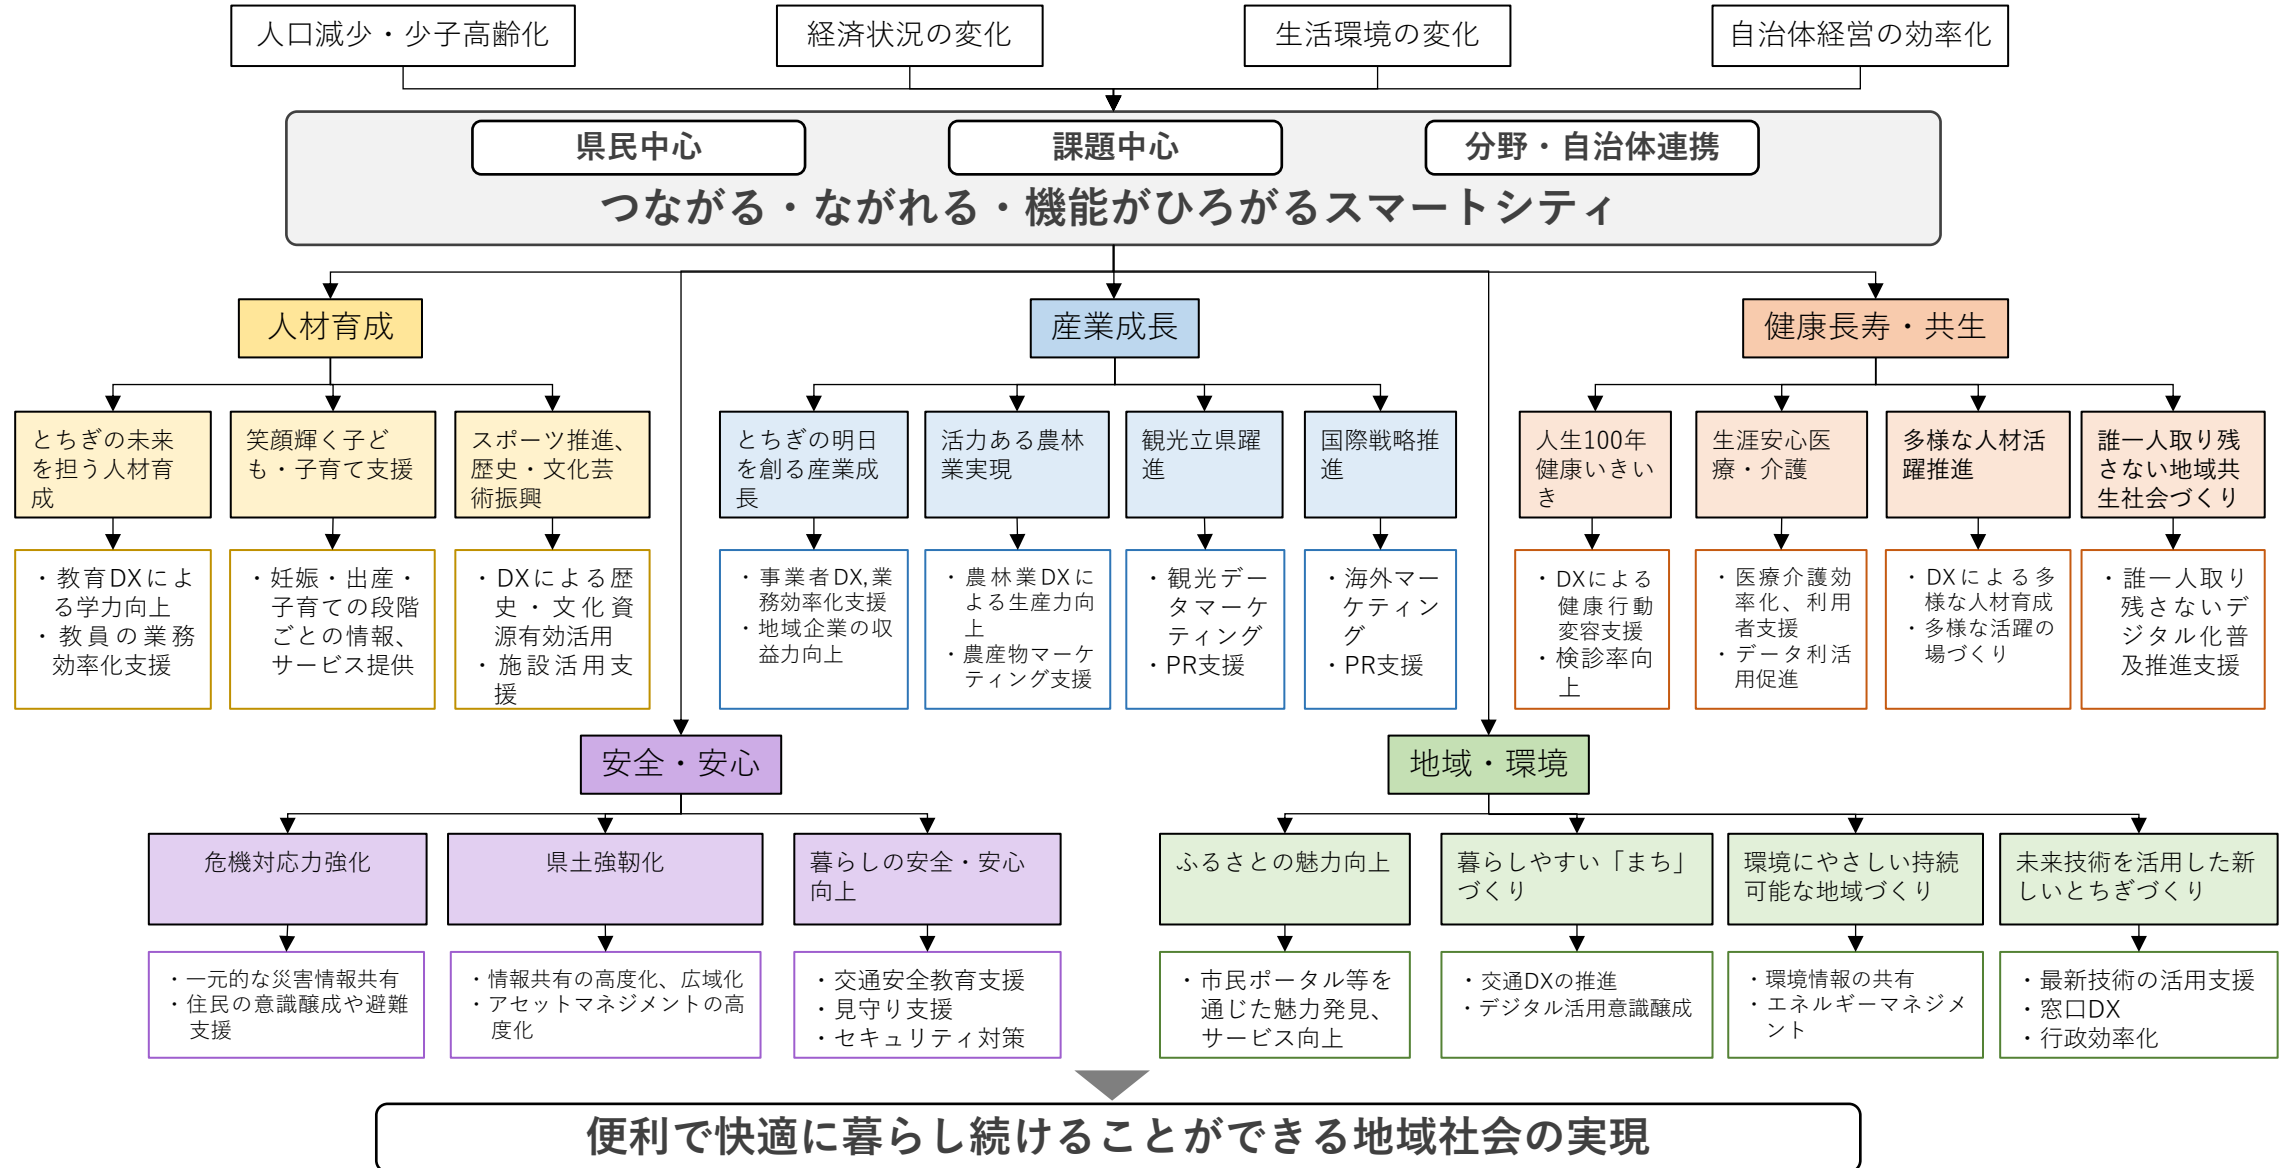 人口減少・少子高齢化
経済状況の変化
生活環境の変化
自治体経営の効率化
県民中心
課題中心
分野・自治体連携
つながる・ながれる・機能がひろがるスマートシティ
人材育成
産業成長
健康長寿・共生
とちぎの未来
を担う人材育
成
笑顔輝く子ど
も・子育て支援
スポーツ推進、
歴史・文化芸
術振興
とちぎの明日
を創る産業成
長
活力ある農林
業実現
観光立県躍
進
国際戦略推
進
人生100年
健康いきい
き
生涯安心医
療・介護
多様な人材活
躍推進
誰一人取り残
さない地域共
生社会づくり
・教育DXによ
る学力向上
・教員の業務
効率化支援
・妊娠・出産・
子育ての段階
ごとの情報、
サービス提供
・DXによる歴
史・文化資
源有効活用
・施設活用支
援
・事業者DX,業
務効率化支援
・地域企業の収
益力向上
・農林業DXに
よる生産力向
上
・農産物マーケ
ティング支援
・観光デー
タマーケ
ティング
・PR支援
・海外マー
ケティン
グ
・PR支援
・DXによる
健康行動
変容支援
・検診率向
上
・医療介護効
率化、利用
者支援
・データ利活
用促進
・DXによる多
様な人材育成
・多様な活躍の
場づくり
・誰一人取り
残さないデ
ジタル化普
及推進支援
安全・安心
地域・環境
危機対応力強化
県土強靭化
暮らしの安全・安心
向上
ふるさとの魅力向上
暮らしやすい「まち」
づくり
環境にやさしい持続
可能な地域づくり
未来技術を活用した新
しいとちぎづくり
・一元的な災害情報共有
・住民の意識醸成や避難
支援
・情報共有の高度化、広域化
・アセットマネジメントの高
度化
・交通安全教育支援
・見守り支援
・セキュリティ対策
・市民ポータル等を
通じた魅力発見、
サービス向上
・交通DXの推進
・デジタル活用意識醸成
・環境情報の共有
・エネルギーマネジメ
ント
・最新技術の活用支援
・窓口DX
・行政効率化
便利で快適に暮らし続けることができる地域社会の実現